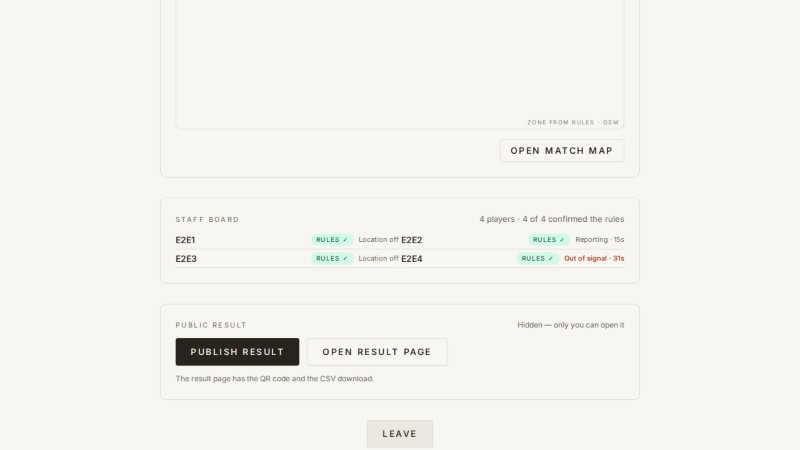 ZONE FROM RULES · OSM
OPEN MATCH MAP
STAFF BOARD 4 players · 4 of 4 confirmed the rules
E2E1 RULES ✓ Location off E2E2 RULES ✓ Reporting · 15s
E2E3 RULES ✓ Location off E2E4 RULES ✓ Out of signal · 31s
PUBLIC RESULT Hidden — only you can open it
PUBLISH RESULT OPEN RESULT PAGE
The result page has the QR code and the CSV download.
LEAVE